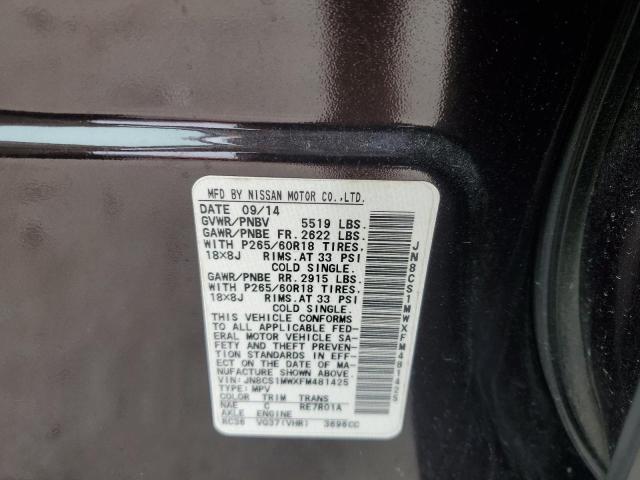 MFD BY NISSAN MOTOR CO.,LTD.
DATE 09/14
GVWR/PNBV 5519 LBS.
GAWR/PNBE FR. 2622 LBS.
WITH P265/60R18 TIRES,
18X8J RIMS.AT 33 PSI
COLD SINGLE.
GAWR/PNBE RR. 2915 LBS.
WITH P265/60R18 TIRES,
18X8J RIMS.AT 33 PSI
COLD SINGLE.
THIS VEHICLE CONFORMS
TO ALL APPLICABLE FED-
ERAL MOTOR VEHICLE SA-
FETY AND THEFT PREVEN-
TION STANDARDS IN EFF-
ECT ON THE DATE OF MA-
NUFACTURE SHOWN ABOVE.
VIN:JN8CS1MWXFM481425
TYPE:MPV
COLOR TRIM TRANS
NAE C RE7R01A
AXLE ENGINE
RC36 VQ37(VHR) 3696CC
JN8CS1MWXFM481425